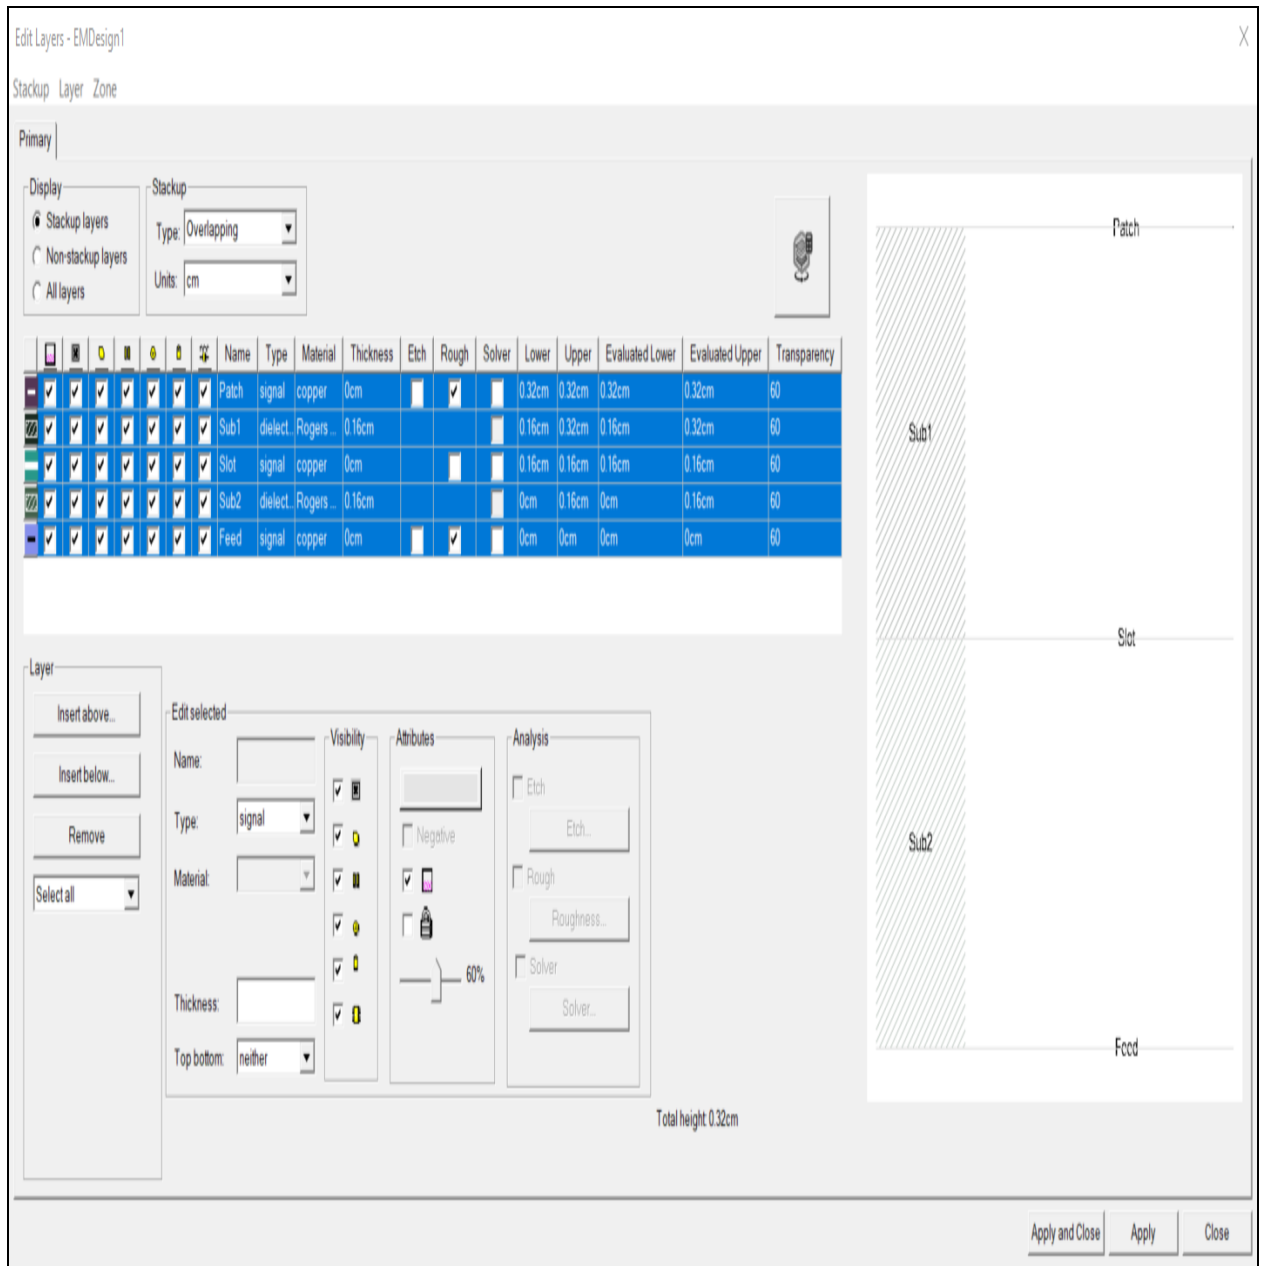 Edit Layers - EMDesign1
Stackup Layer Zone
Primary
Display
Stackup layers
Non-stackup layers
All layers
Stackup
Type: Overlapping
Units: cm
Name Type Material Thickness Etch Rough Solver Lower Upper Evaluated Lower Evaluated Upper Transparency
Patch signal copper 0cm 0.32cm 0.32cm 0.32cm 0.32cm 60
Sub1 dielect... Rogers ... 0.16cm 0.16cm 0.32cm 0.16cm 0.32cm 60
Slot signal copper 0cm 0.16cm 0.16cm 0.16cm 0.16cm 60
Sub2 dielect... Rogers ... 0.16cm 0cm 0.16cm 0cm 0.16cm 60
Feed signal copper 0cm 0cm 0cm 0cm 0cm 60
Patch
Sub1
Slot
Sub2
Feed
Layer
Insert above...
Insert below...
Remove
Select all
Edit selected
Name:
Type: signal
Material:
Thickness:
Top bottom: neither
Visibility
Attributes
Negative
60%
Analysis
Etch
Etch...
Rough
Roughness...
Solver
Solver...
Total height 0.32cm
Apply and Close Apply Close